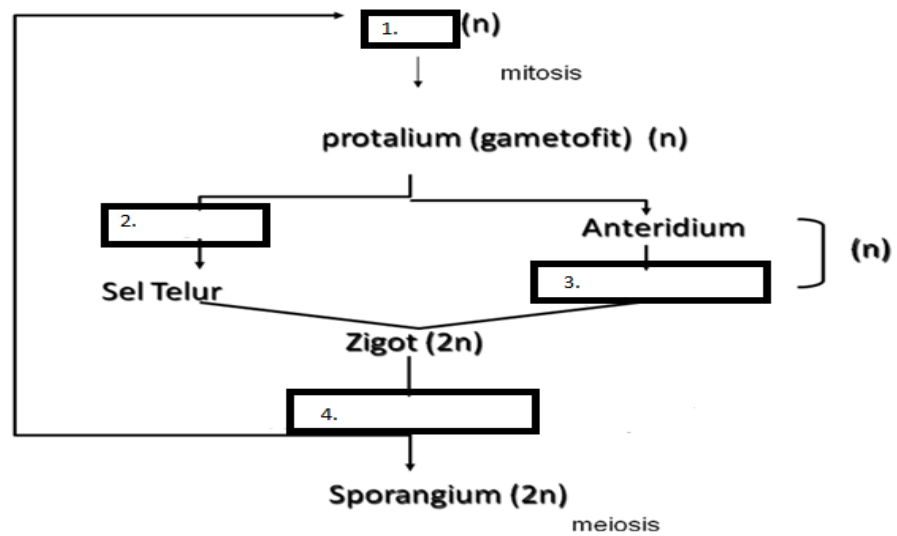 1. (n)
mitosis
protalium (gametofit) (n)
2.
Anteridium
(n)
Sel Telur
3.
Zigot (2n)
4.
Sporangium (2n)
meiosis